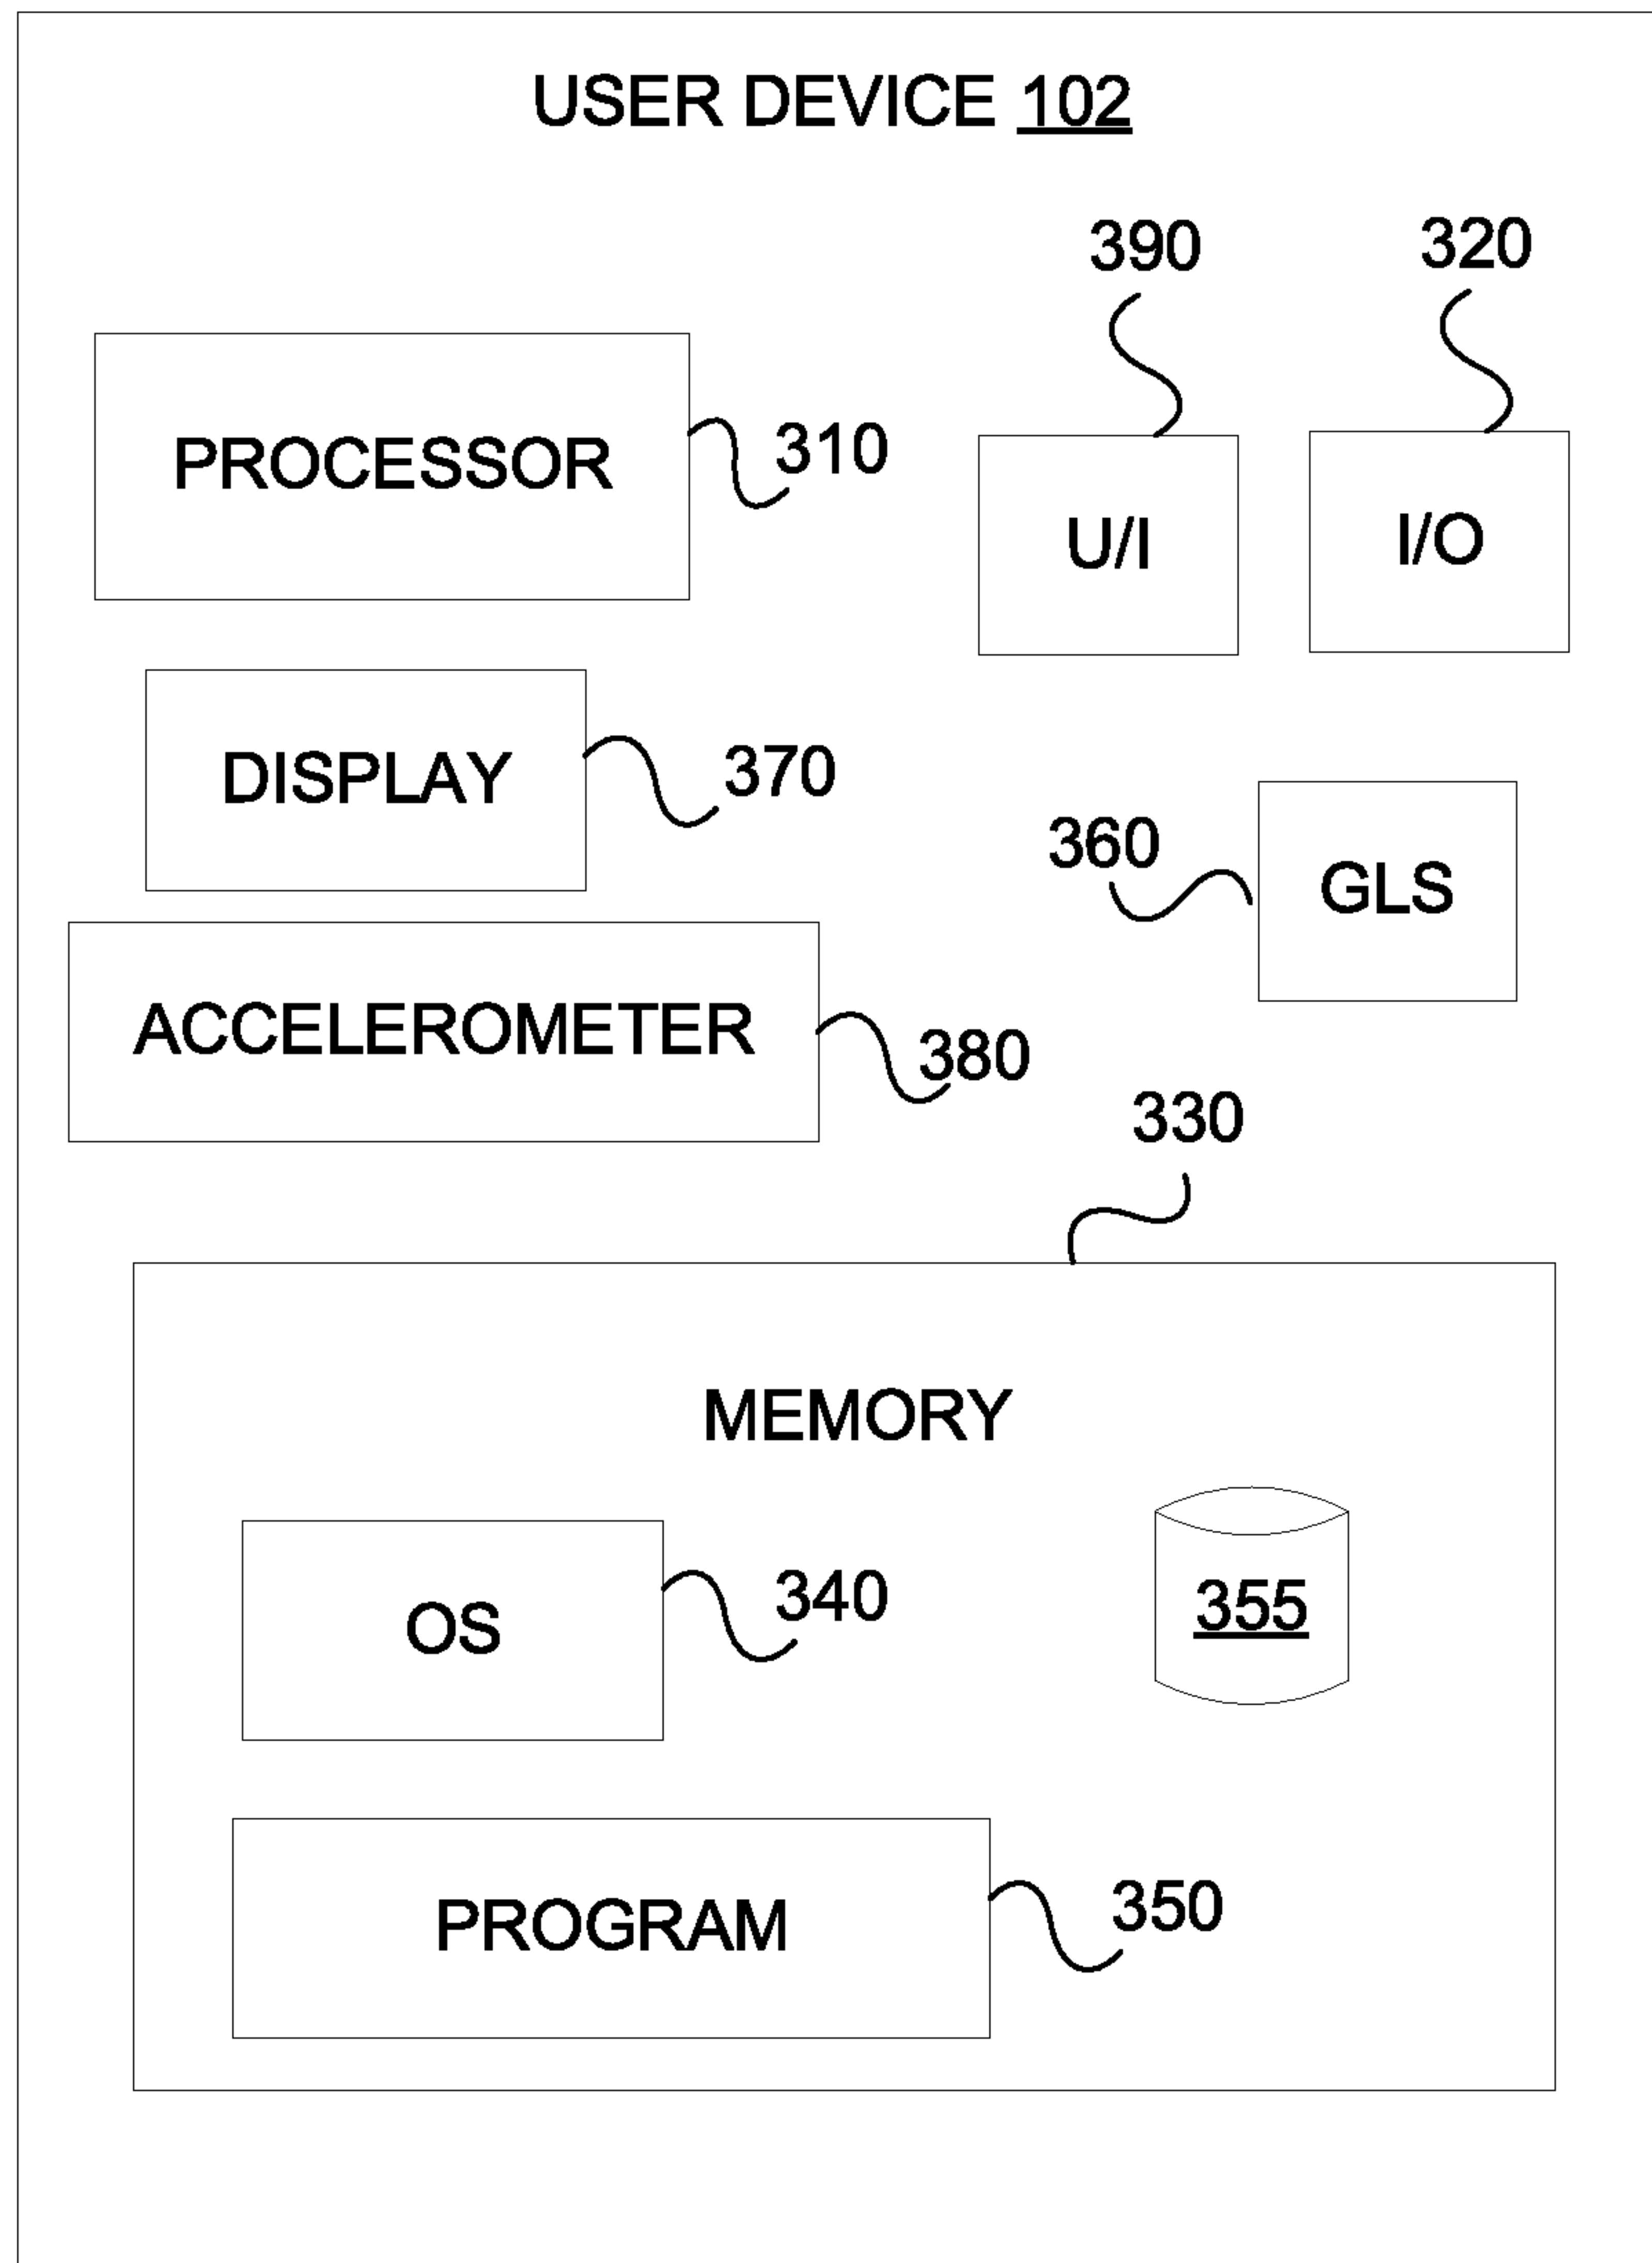 USER DEVICE 102
390
320
PROCESSOR
310
U/I
I/O
DISPLAY
370
360
GLS
ACCELEROMETER
380
330
MEMORY
OS
340
355
PROGRAM
350